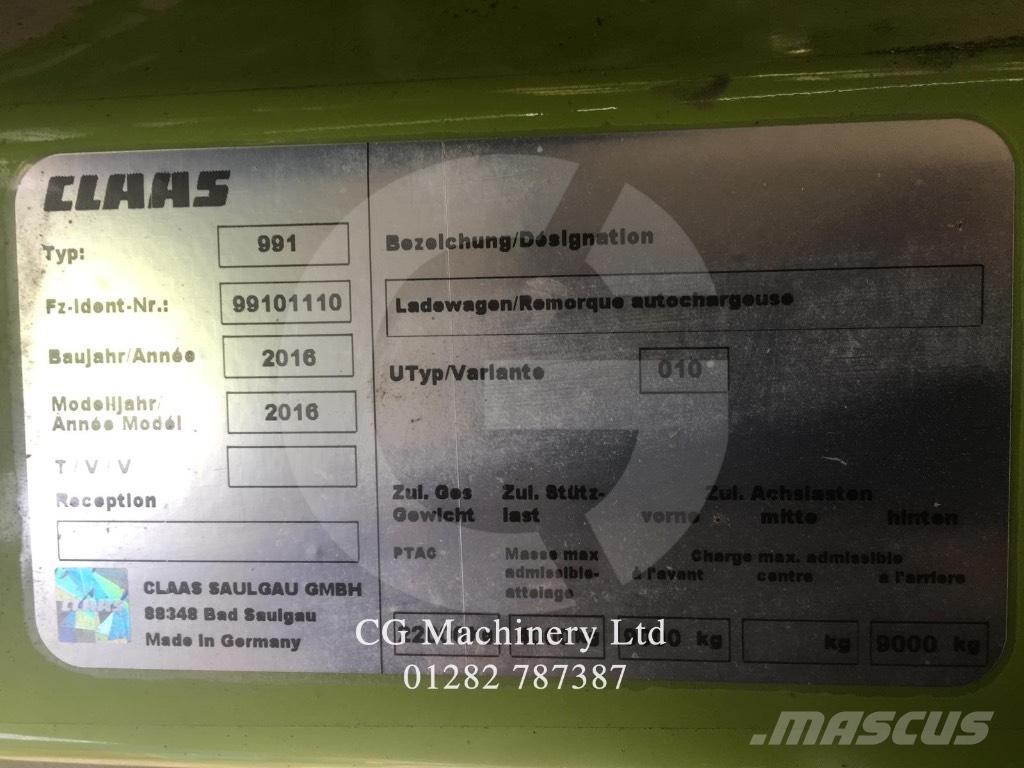 CLAAS
Typ: 991
Fz-Ident-Nr.: 99101110
Baujahr/Année 2016
Modelljahr/
Année Modél 2016
T / V / V
Reception
CLAAS SAULGAU GMBH
88348 Bad Saulgau
Made in Germany
CLAAS
Bezeichung/Désignation
Ladewagen/Remorque autochargeuse
UTyp/Variante 010
Zul. Ges Zul. Stütz- Zul. Achslasten
Gewicht last vorne mitte hinten
PTAC Masse max Charge max. admissible
admissible- à l'avant centre a l'arriere
attelage
kg kg 9000 kg
CG Machinery Ltd
01282 787387
MASCUS